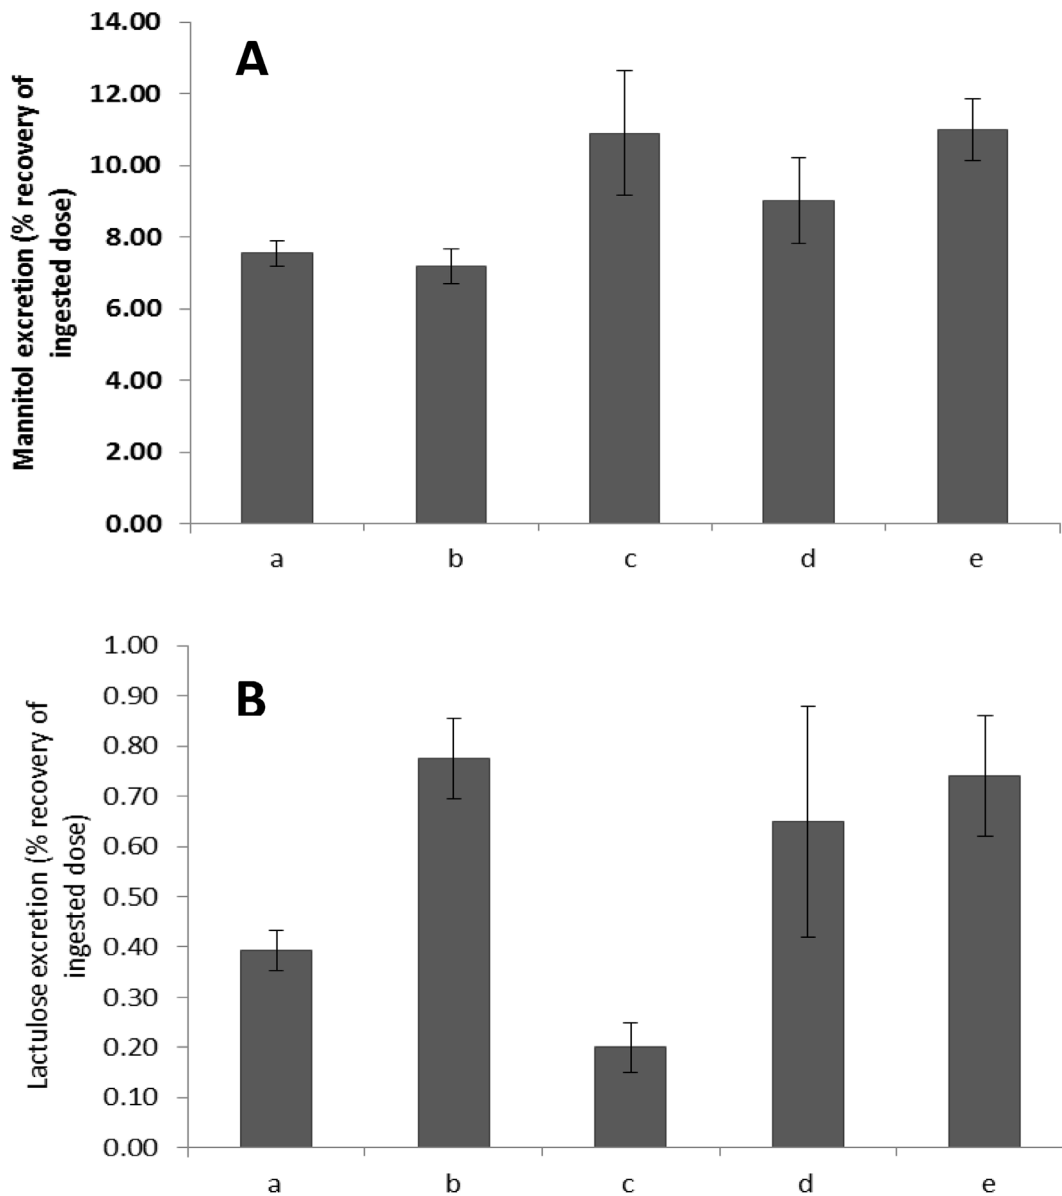 A
Mannitol excretion (% recovery of
ingested dose)
14.00
12.00
10.00
8.00
6.00
4.00
2.00
0.00
a b c d e
B
Lactulose excretion (% recovery of
ingested dose)
1.00
0.90
0.80
0.70
0.60
0.50
0.40
0.30
0.20
0.10
0.00
a b c d e